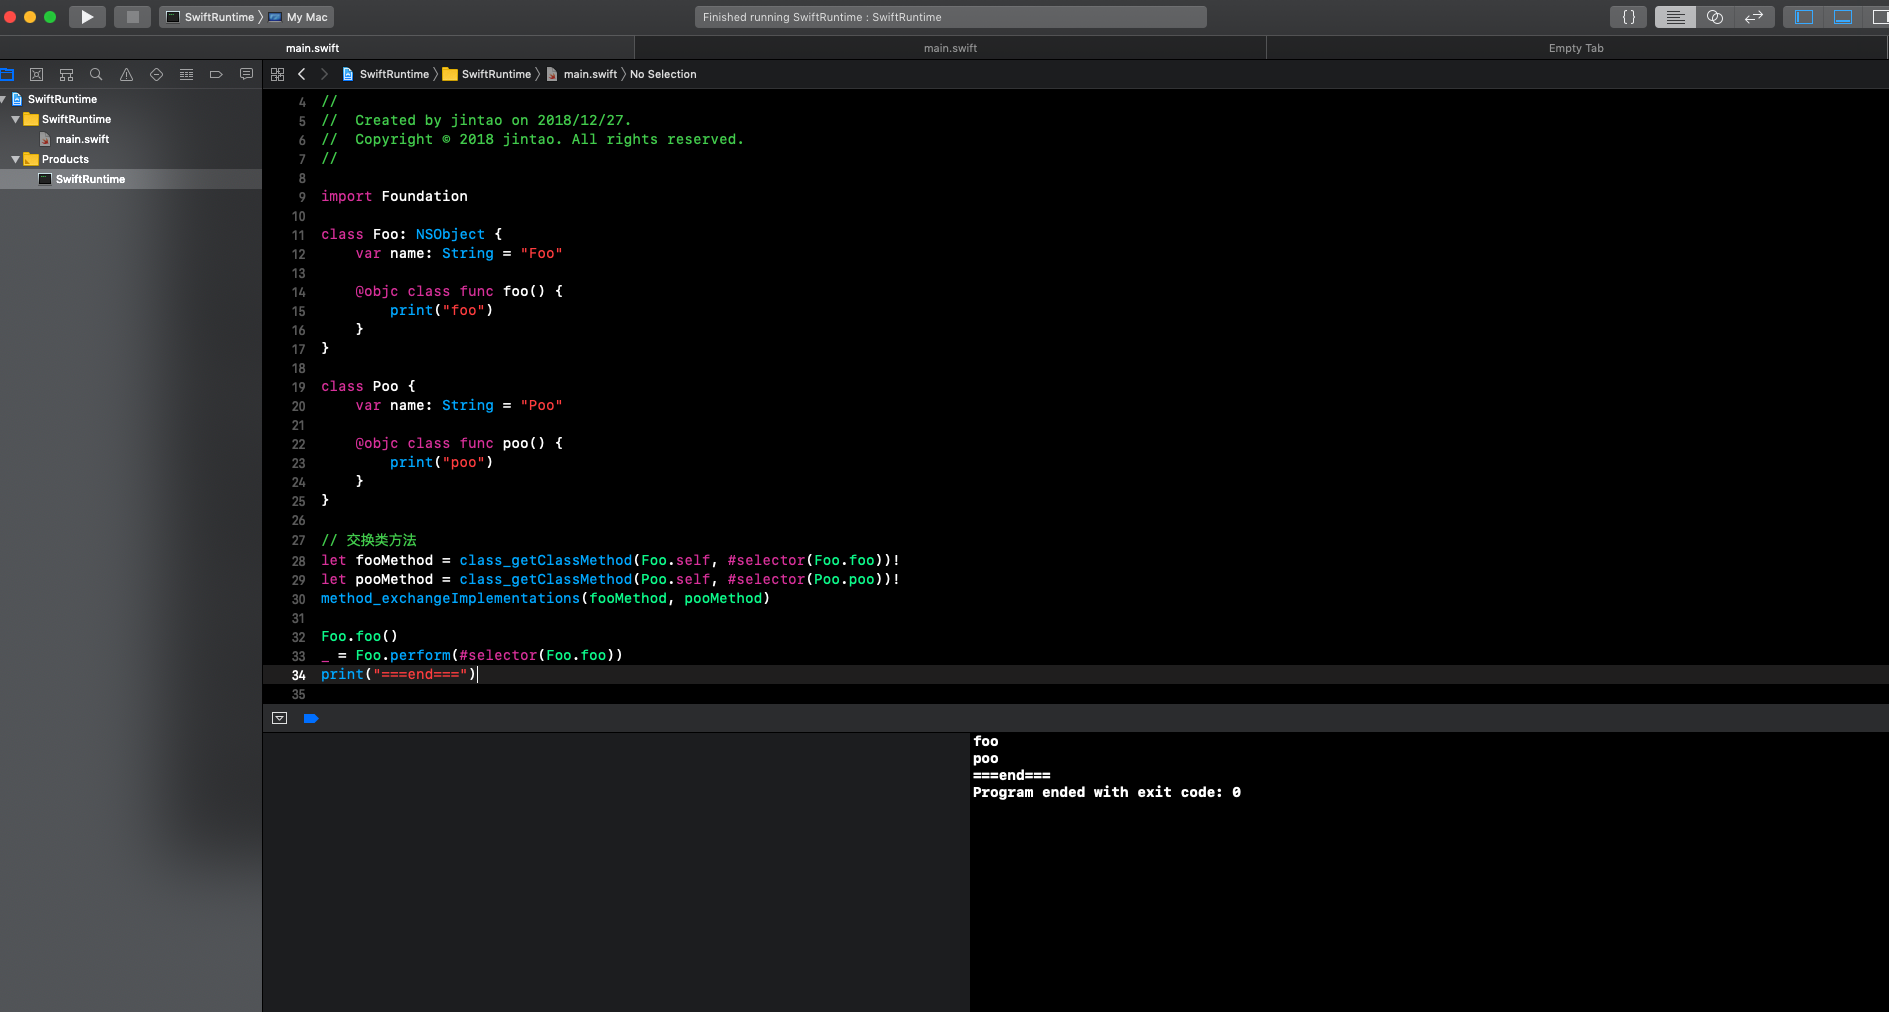 SwiftRuntime 〉 My Mac
Finished running SwiftRuntime : SwiftRuntime
{ }
main.swift
main.swift
Empty Tab
SwiftRuntime 〉 SwiftRuntime 〉 main.swift 〉 No Selection
SwiftRuntime
SwiftRuntime
main.swift
Products
SwiftRuntime
4 //
5 //  Created by jintao on 2018/12/27.
6 //  Copyright © 2018 jintao. All rights reserved.
7 //
8
9 import Foundation
10
11 class Foo: NSObject {
12     var name: String = "Foo"
13
14     @objc class func foo() {
15         print("foo")
16     }
17 }
18
19 class Poo {
20     var name: String = "Poo"
21
22     @objc class func poo() {
23         print("poo")
24     }
25 }
26
27 // 交换类方法
28 let fooMethod = class_getClassMethod(Foo.self, #selector(Foo.foo))!
29 let pooMethod = class_getClassMethod(Poo.self, #selector(Poo.poo))!
30 method_exchangeImplementations(fooMethod, pooMethod)
31
32 Foo.foo()
33 _ = Foo.perform(#selector(Foo.foo))
34 print("===end===")
35
foo
poo
===end===
Program ended with exit code: 0